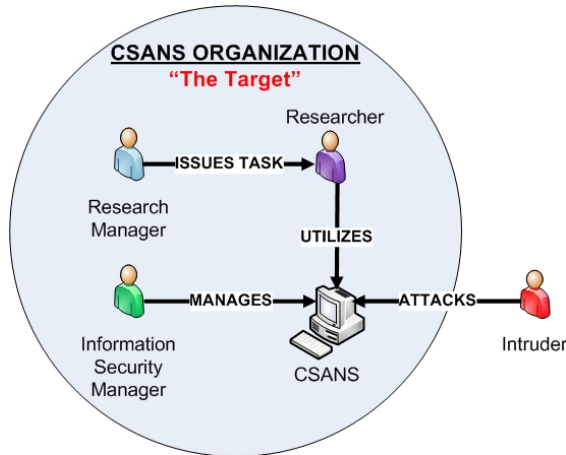 CSANS ORGANIZATION
“The Target”
Researcher
ISSUES TASK
Research
Manager
UTILIZES
MANAGES
ATTACKS
Information
Security
Manager
CSANS
Intruder